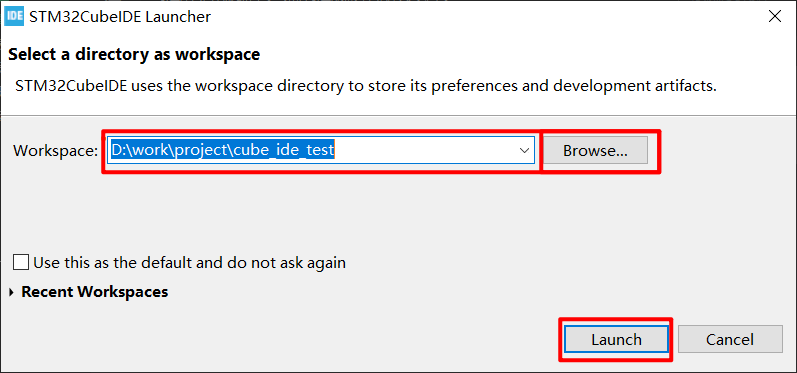 IDE STM32CubeIDE Launcher
Select a directory as workspace
STM32CubeIDE uses the workspace directory to store its preferences and development artifacts.
Workspace: D:\work\project\cube_ide_test Browse...
Use this as the default and do not ask again
Recent Workspaces
Launch Cancel